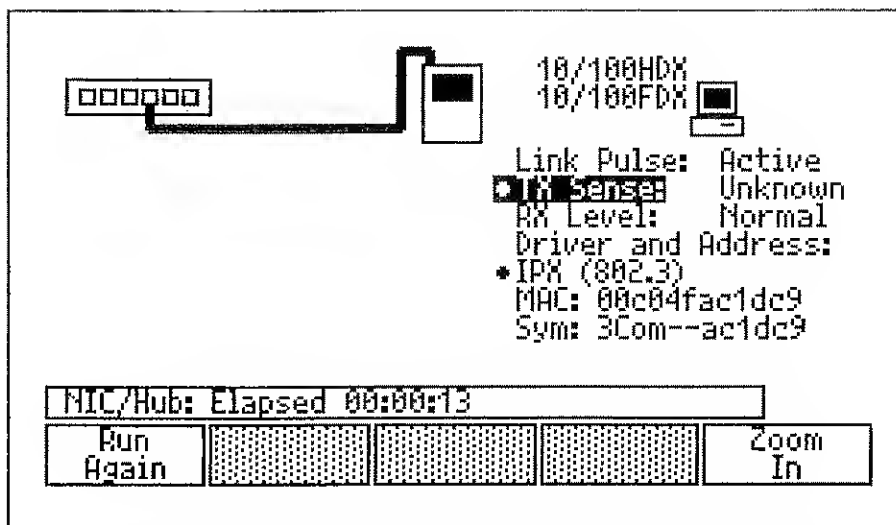 10/100HDX
10/100FDX
Link Pulse: Active
TX Sense: Unknown
RX Level: Normal
Driver and Address:
IPX (802.3)
MAC: 00c04fac1dc9
Sym: 3Com--ac1dc9
NIC/Hub: Elapsed 00:00:13
Run Again
Zoom In